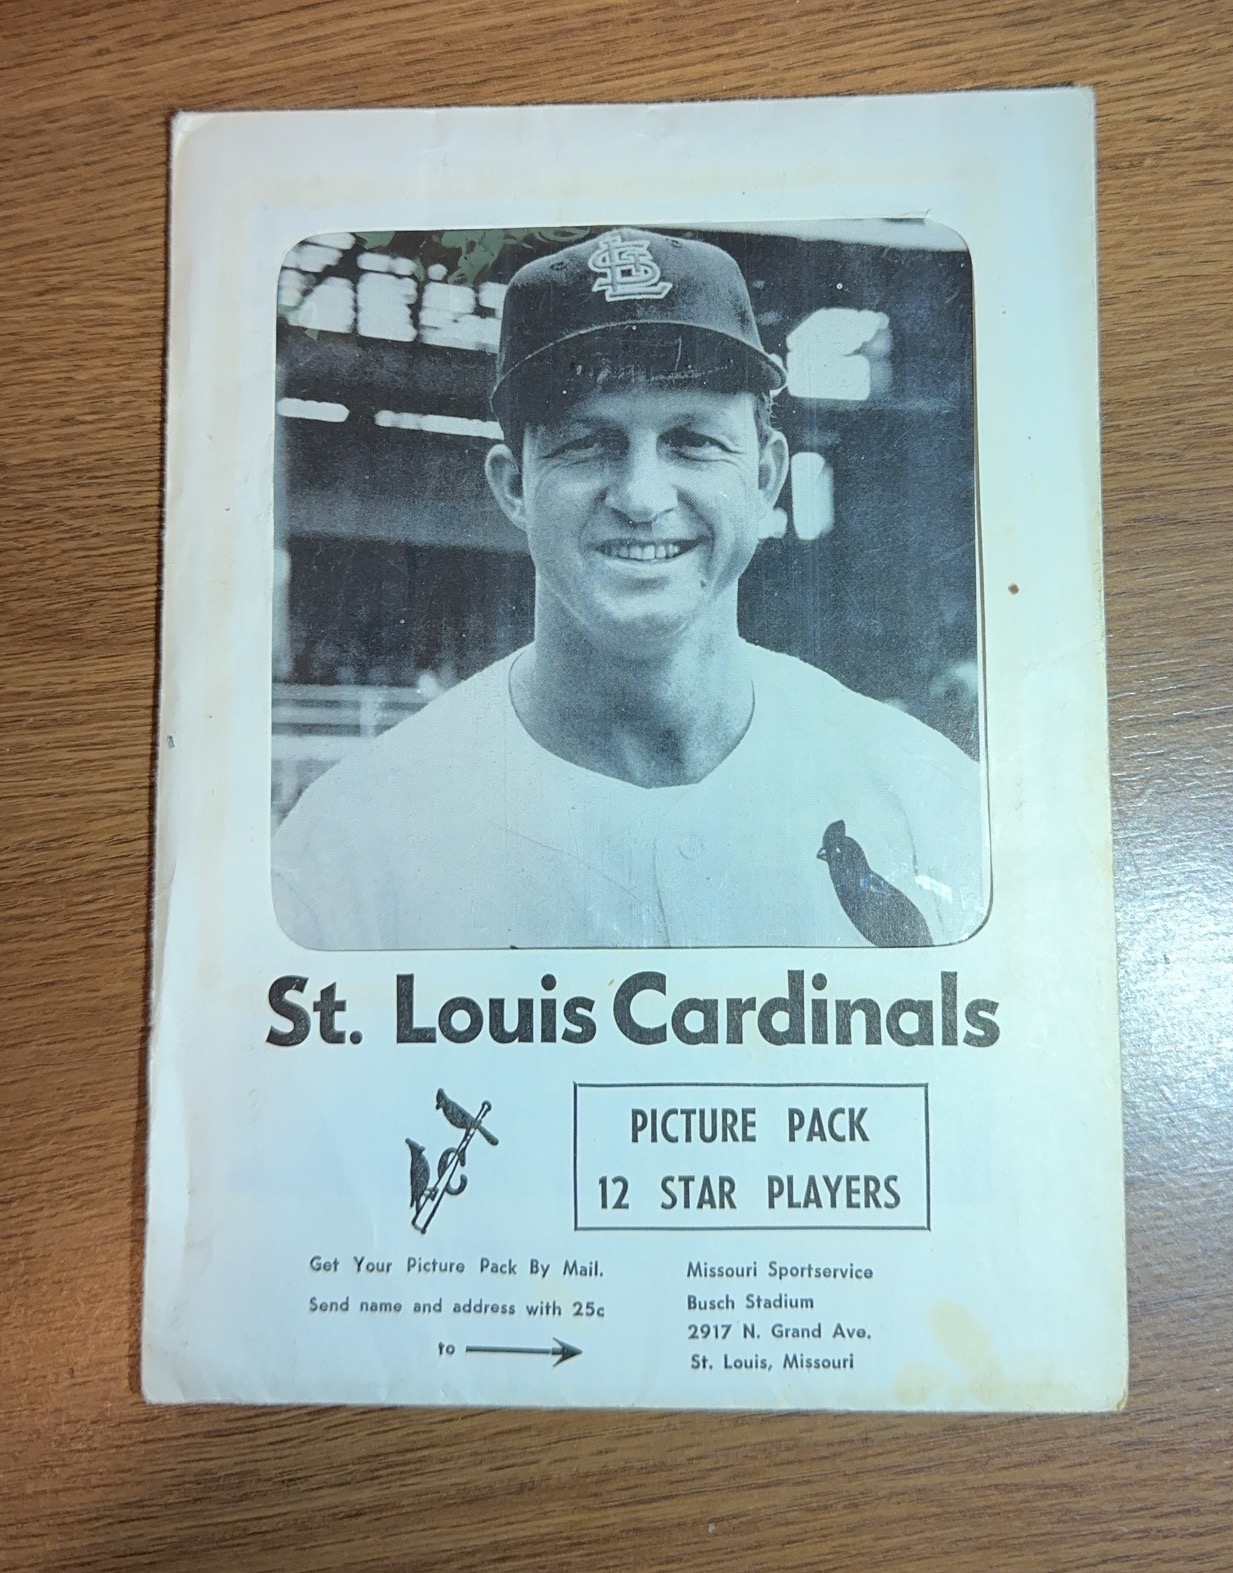 StL
St. Louis Cardinals
PICTURE PACK
12 STAR PLAYERS
Get Your Picture Pack By Mail.
Send name and address with 25c
to
Missouri Sportservice
Busch Stadium
2917 N. Grand Ave.
St. Louis, Missouri